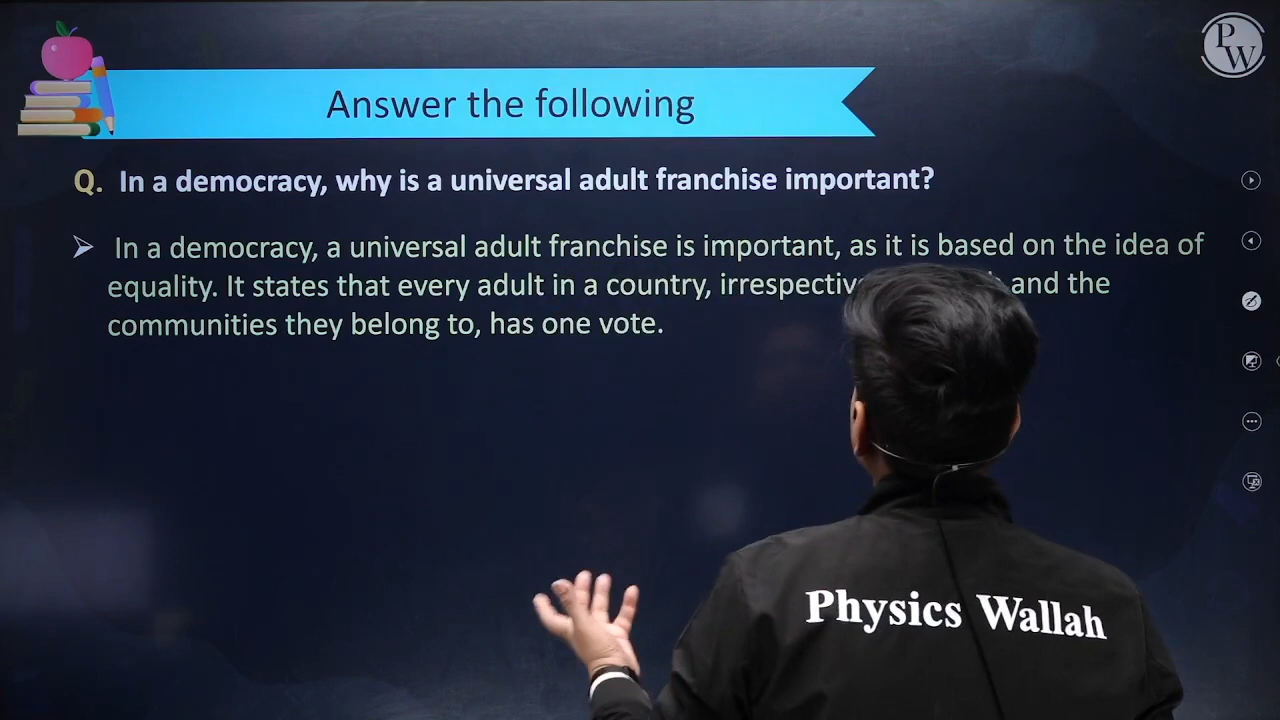 PW
Answer the following
Q. In a democracy, why is a universal adult franchise important?
➢ In a democracy, a universal adult franchise is important, as it is based on the idea of
equality. It states that every adult in a country, and the
communities they belong to, has one vote.
Physics Wallah